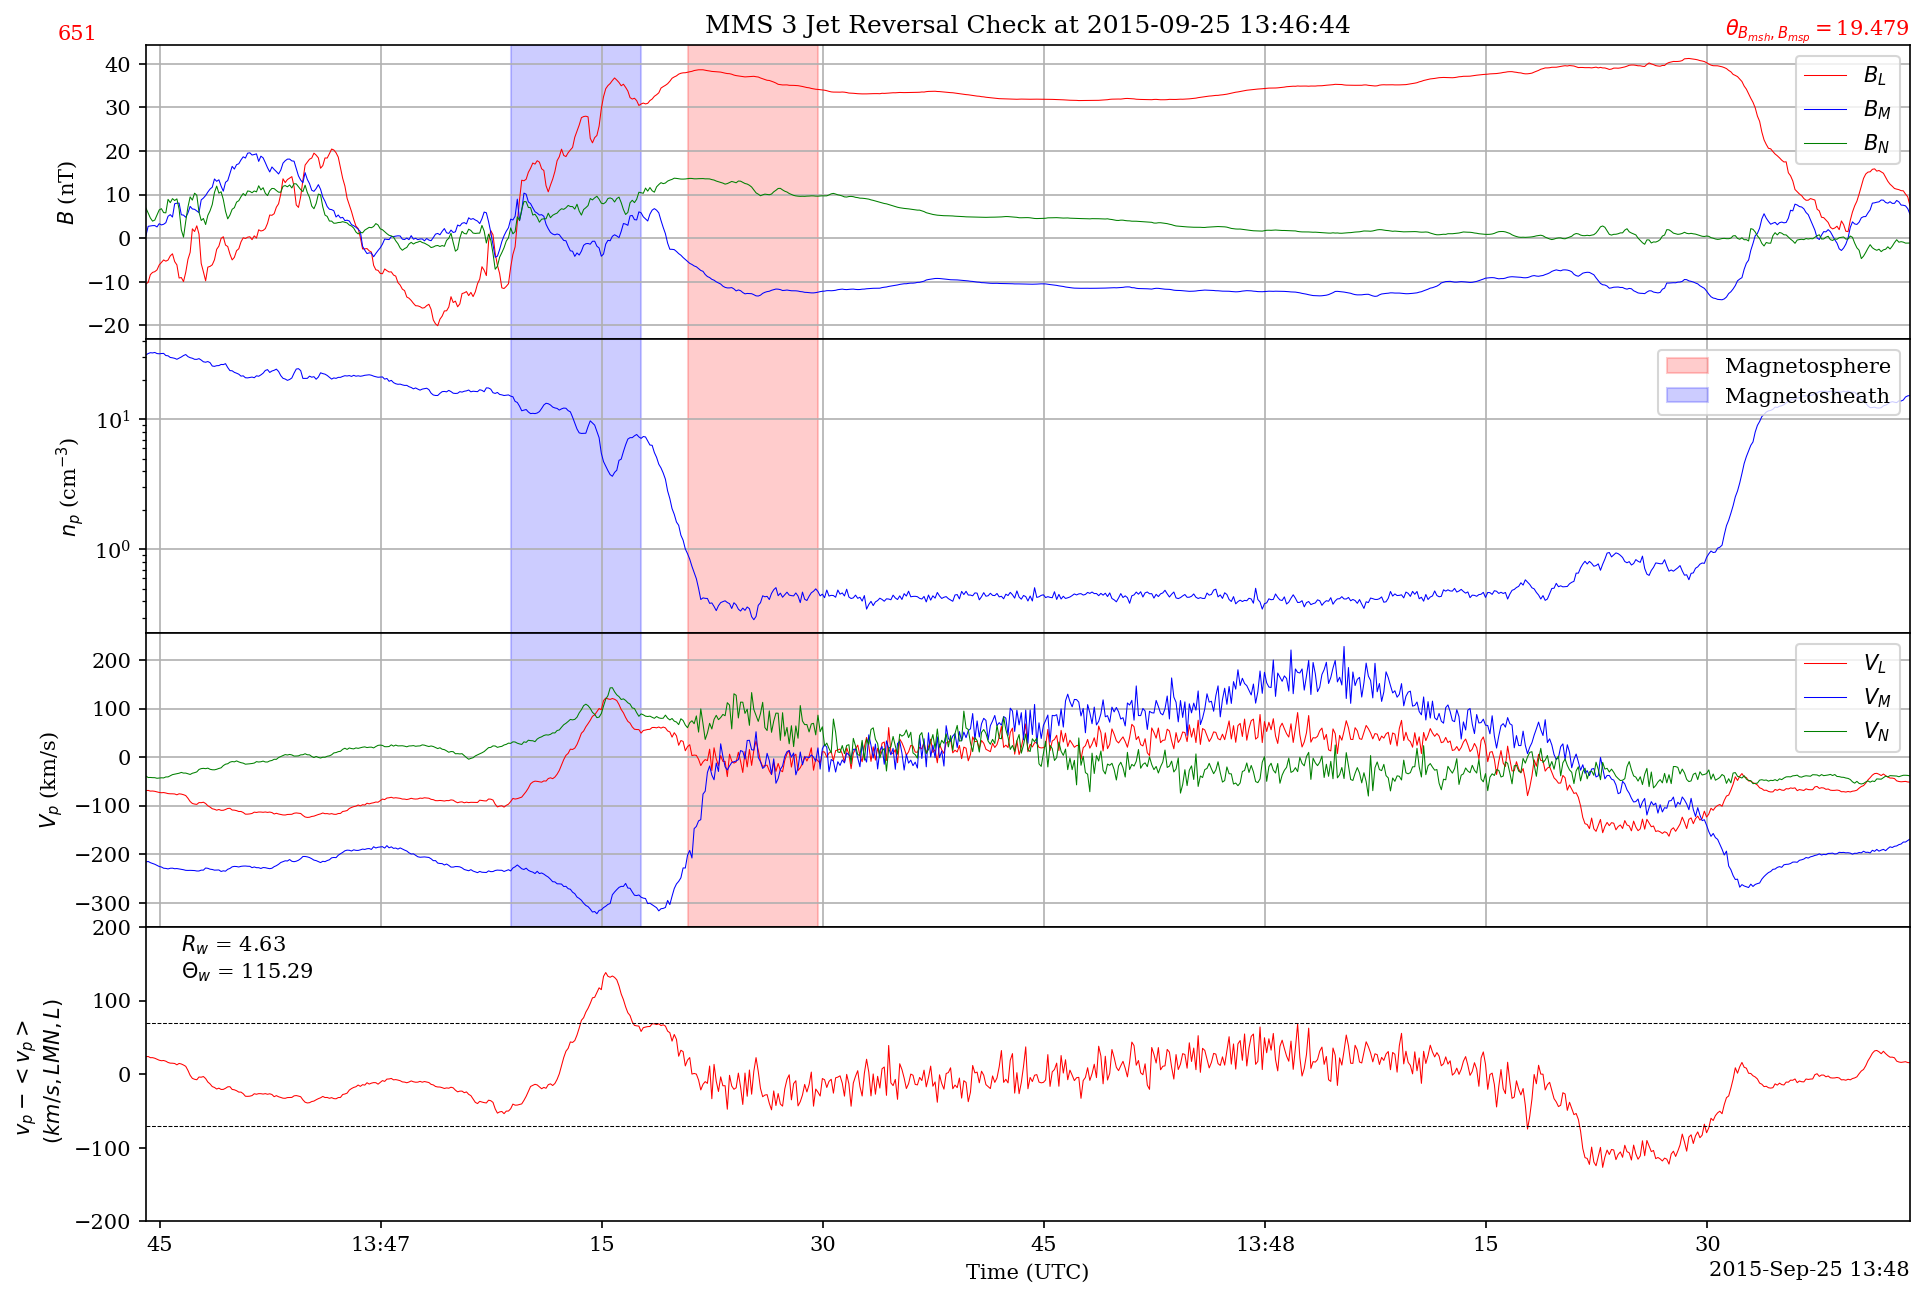 MMS 3 Jet Reversal Check at 2015-09-25 13:46:44
651
θ_{B_{msh}, B_{msp}} = 19.479
40
30
20
10
0
−10
−20
B (nT)
B_L
B_M
B_N
10^1
10^0
n_p (cm^{−3})
Magnetosphere
Magnetosheath
200
100
0
−100
−200
−300
V_p (km/s)
V_L
V_M
V_N
200
100
0
−100
−200
v_p − < v_p >
(km/s, LMN, L)
R_w = 4.63
Θ_w = 115.29
45
13:47
15
30
45
13:48
15
30
Time (UTC)
2015-Sep-25 13:48